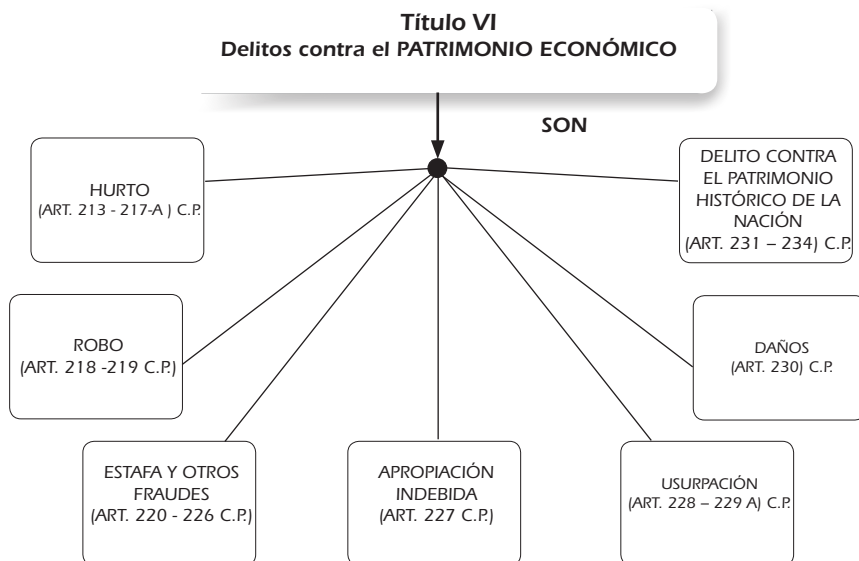 Título VI
Delitos contra el PATRIMONIO ECONÓMICO
SON
HURTO
(ART. 213 - 217-A ) C.P.
DELITO CONTRA
EL PATRIMONIO
HISTÓRICO DE LA
NACIÓN
(ART. 231 – 234) C.P.
ROBO
(ART. 218 -219 C.P.)
DAÑOS
(ART. 230) C.P.
ESTAFA Y OTROS
FRAUDES
(ART. 220 - 226 C.P.)
APROPIACIÓN
INDEBIDA
(ART. 227 C.P.)
USURPACIÓN
(ART. 228 – 229 A) C.P.